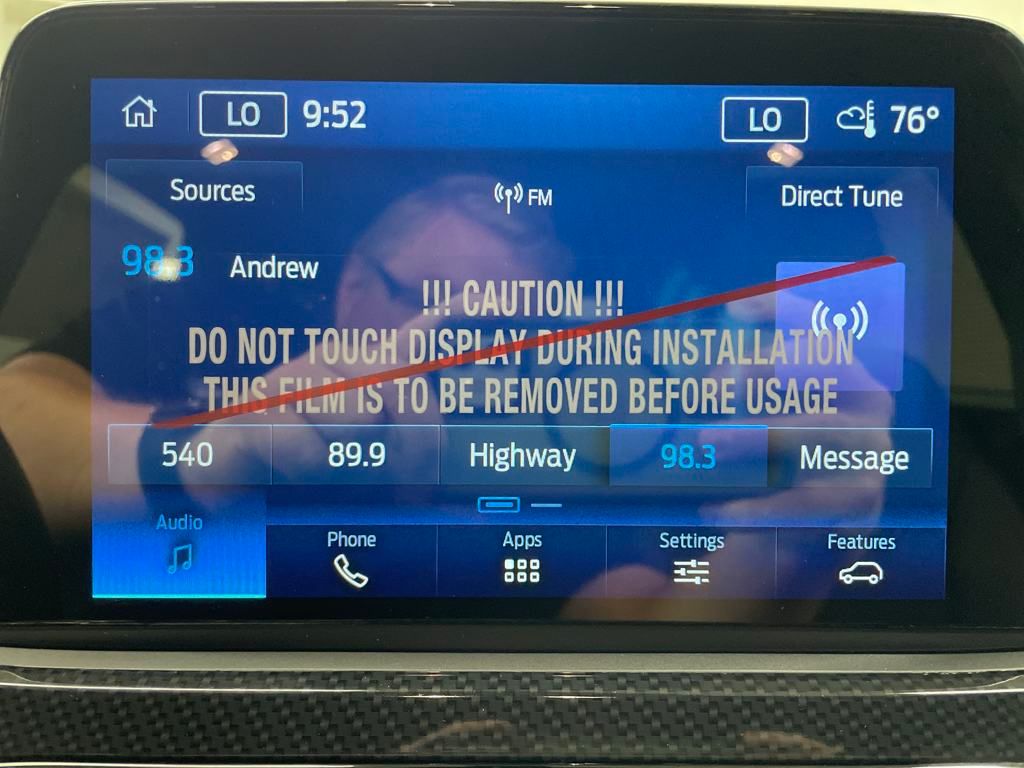 LO 9:52 LO 76°
Sources FM Direct Tune
98.3 Andrew
!!! CAUTION !!!
DO NOT TOUCH DISPLAY DURING INSTALLATION
THIS FILM IS TO BE REMOVED BEFORE USAGE
540 89.9 Highway 98.3 Message
Audio Phone Apps Settings Features